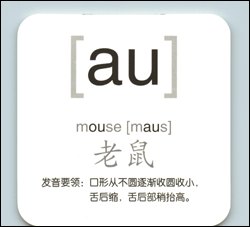 [au]
mouse [maus]
老鼠
发音要领：口形从不圆逐渐收圆收小，
舌后缩，舌后部稍抬高。